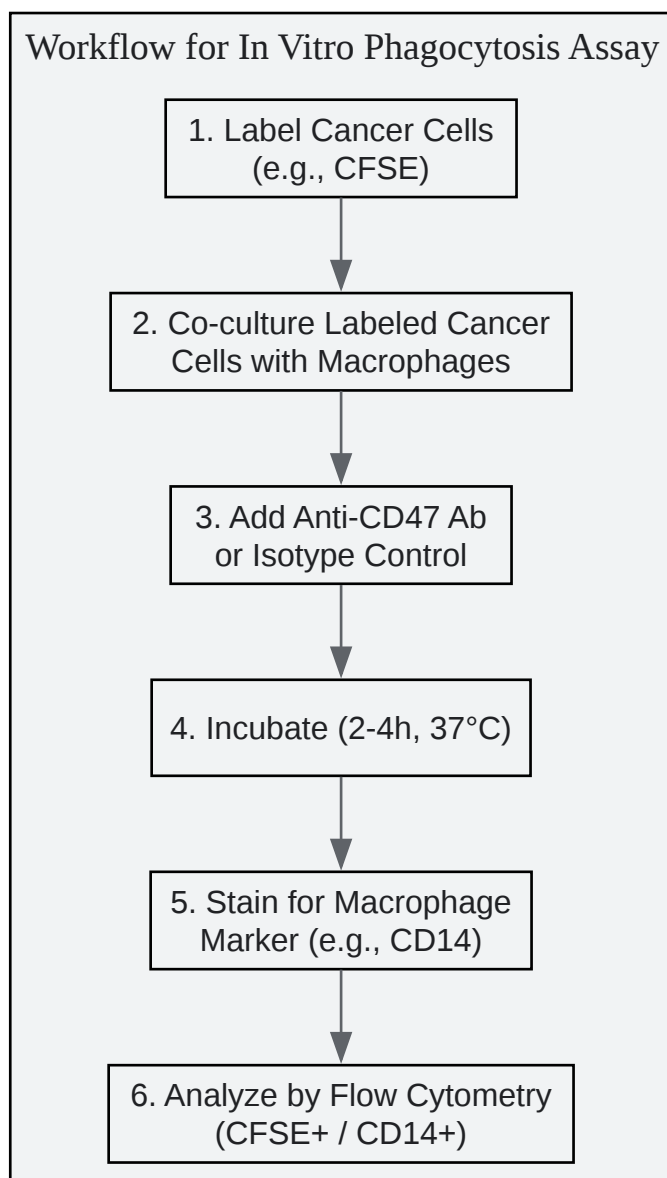 Workflow for In Vitro Phagocytosis Assay
1. Label Cancer Cells
(e.g., CFSE)
2. Co-culture Labeled Cancer
Cells with Macrophages
3. Add Anti-CD47 Ab
or Isotype Control
4. Incubate (2-4h, 37°C)
5. Stain for Macrophage
Marker (e.g., CD14)
6. Analyze by Flow Cytometry
(CFSE+ / CD14+)